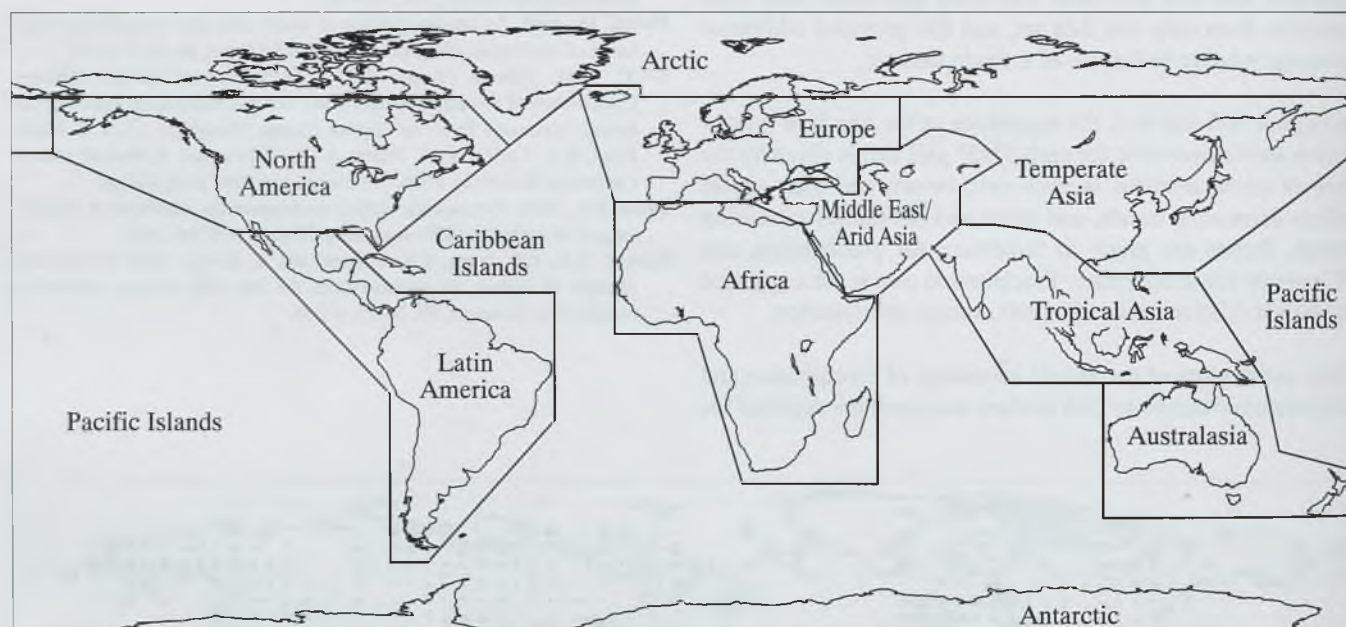 Arctic
North
America
Europe
Temperate
Asia
Middle East/
Arid Asia
Caribbean
Islands
Africa
Tropical Asia
Pacific
Islands
Latin
America
Pacific Islands
Australasia
Antarctic